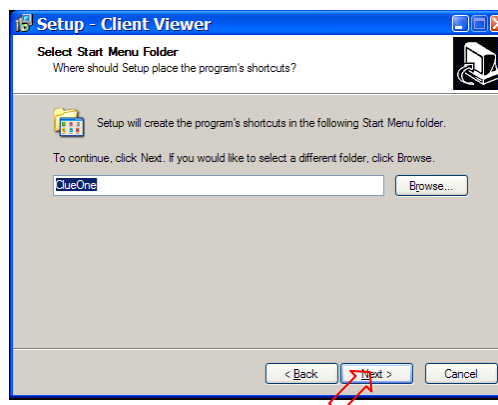 Setup - Client Viewer
Select Start Menu Folder
Where should Setup place the program's shortcuts?
Setup will create the program's shortcuts in the following Start Menu folder.
To continue, click Next. If you would like to select a different folder, click Browse.
ClueOne
Browse...
< Back
Next >
Cancel